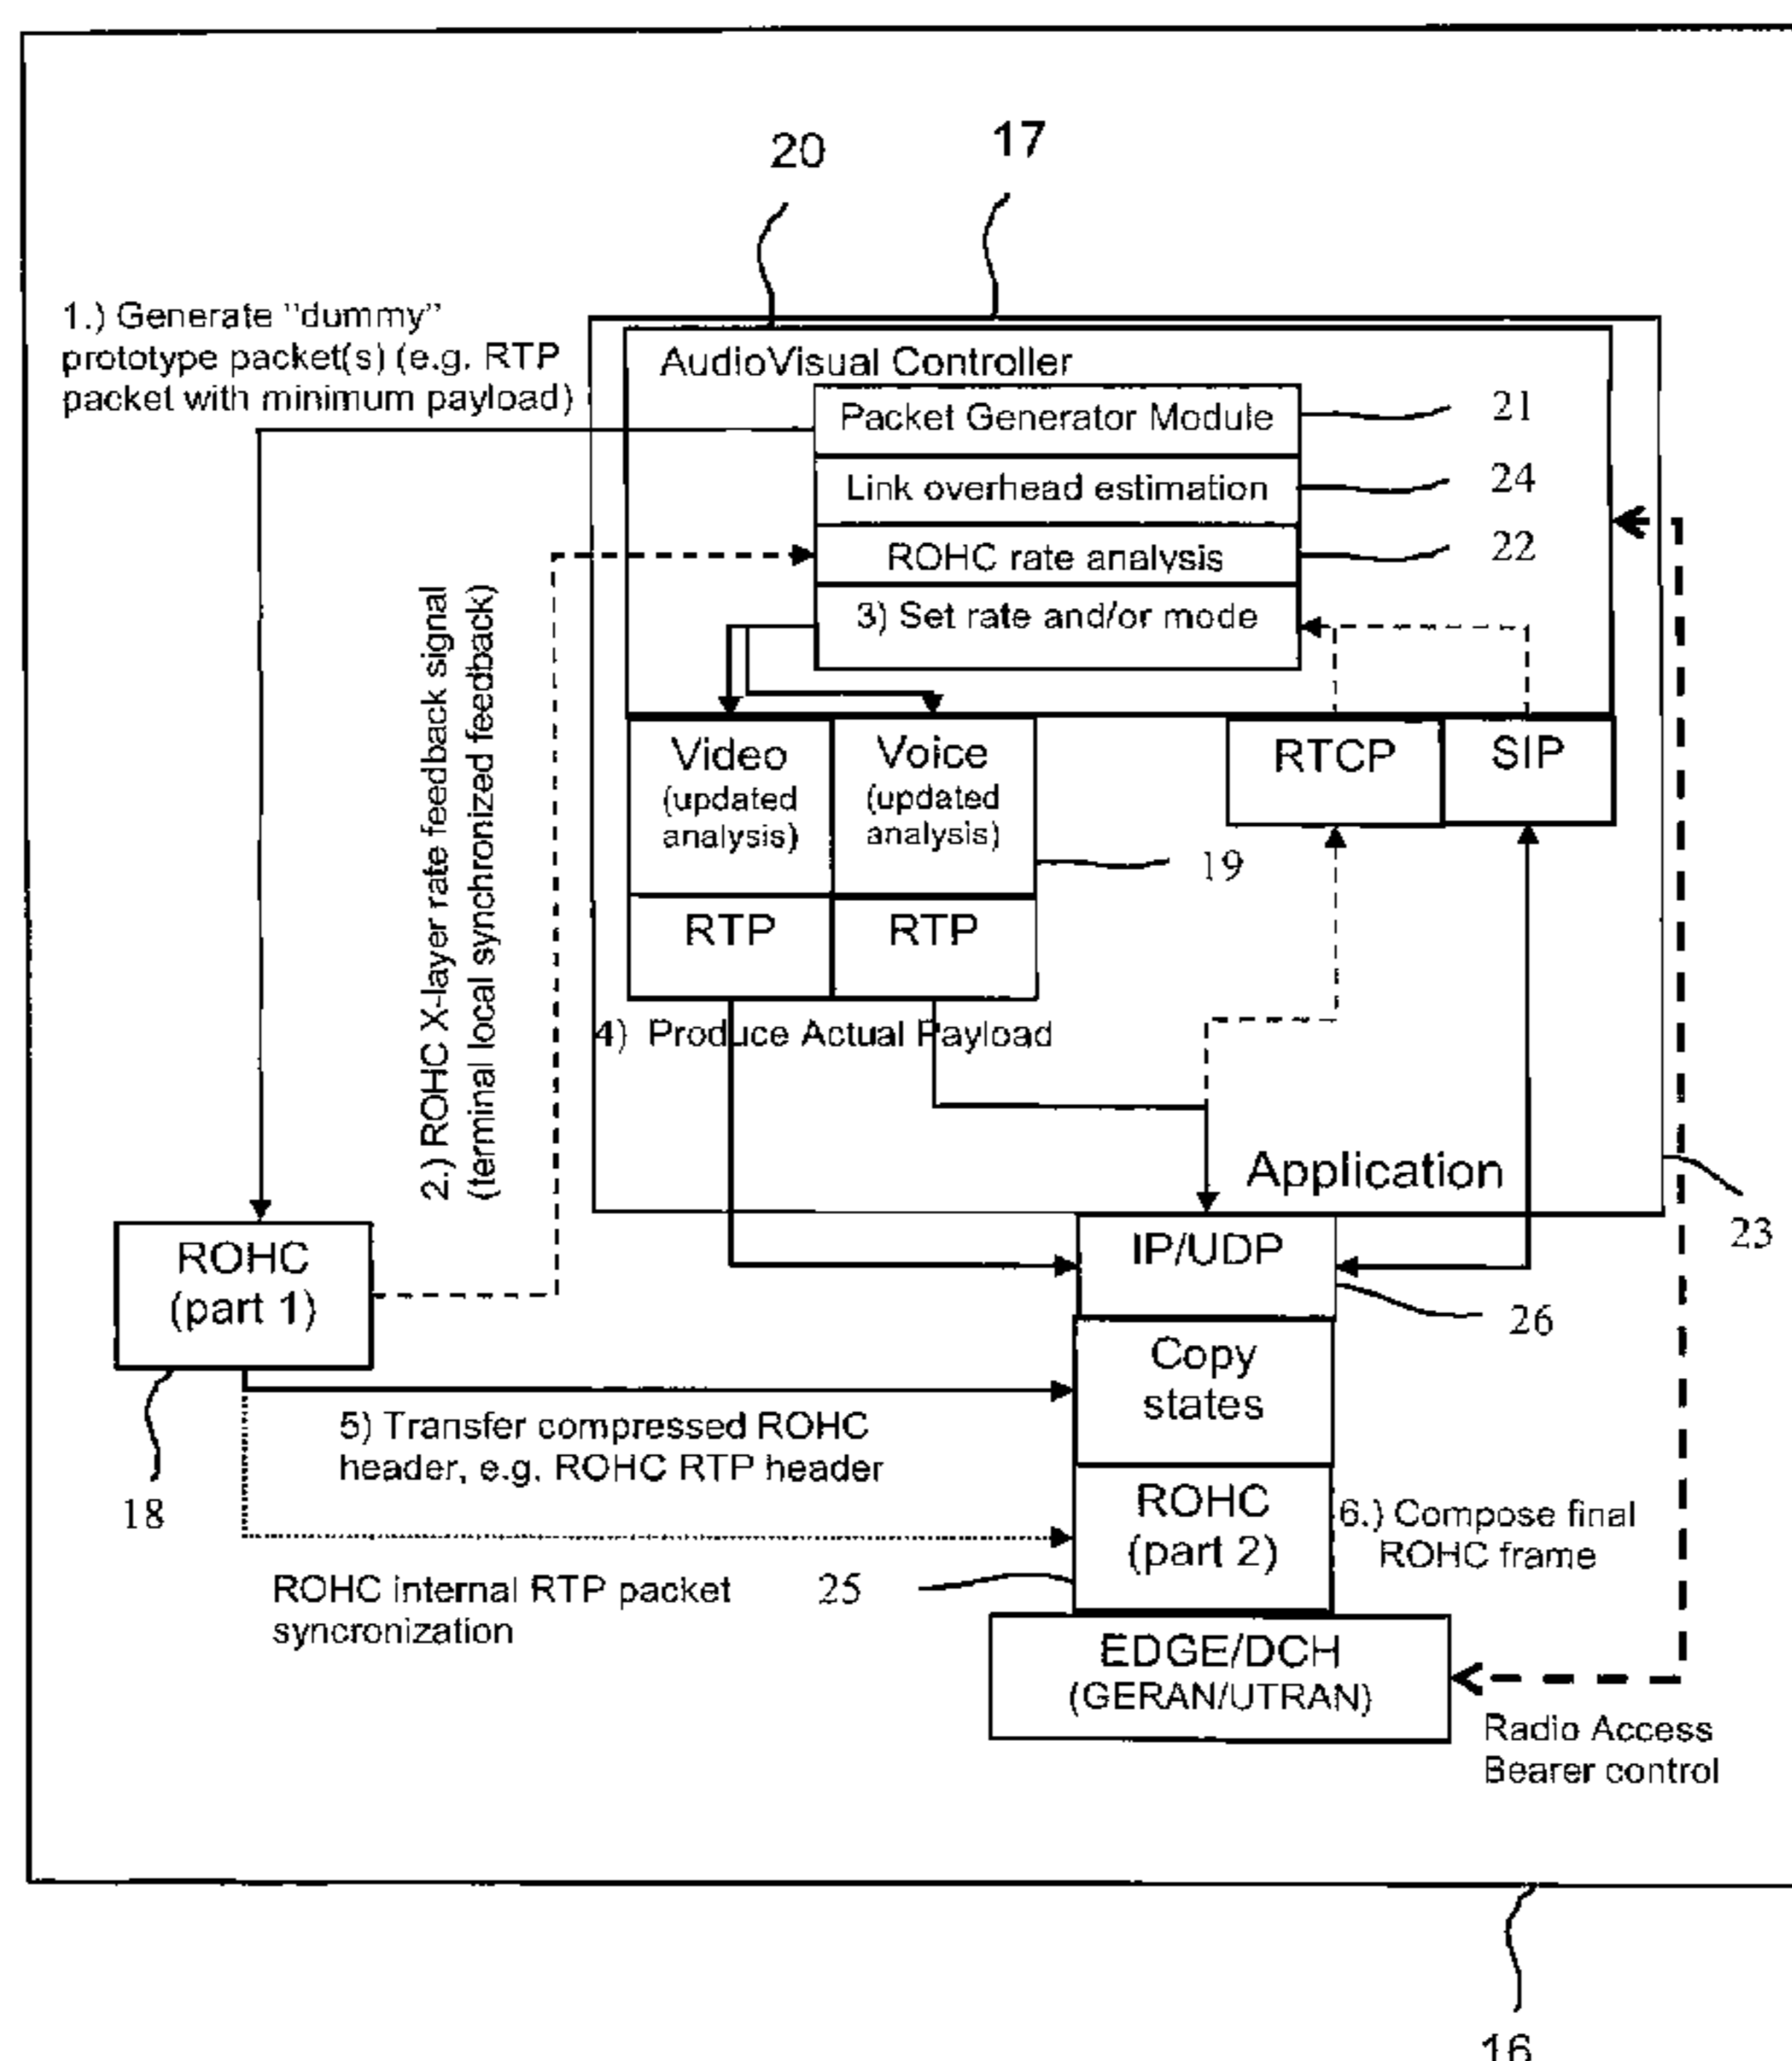 20
17
1.) Generate "dummy"
prototype packet(s) (e.g. RTP
packet with minimum payload)
AudioVisual Controller
Packet Generator Module
21
Link overhead estimation
24
ROHC rate analysis
22
3) Set rate and/or mode
2.) ROHC X-layer rate feedback signal
(terminal local synchronized feedback)
Video
(updated
analysis)
Voice
(updated
analysis)
RTCP
SIP
19
RTP
RTP
4) Produce Actual Payload
Application
23
ROHC
(part 1)
IP/UDP
26
Copy
states
5) Transfer compressed ROHC
header, e.g. ROHC RTP header
18
ROHC
(part 2)
6.) Compose final
ROHC frame
ROHC internal RTP packet
syncronization
25
EDGE/DCH
(GERAN/UTRAN)
Radio Access
Bearer control
16